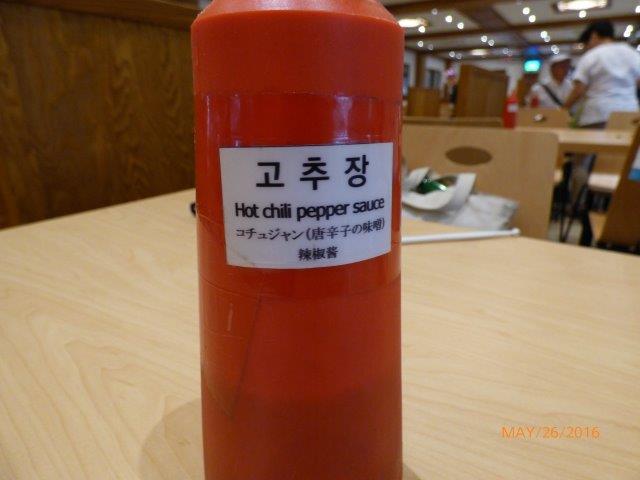 고 추 장
Hot chili pepper sauce
コチュジャン(唐辛子の味噌)
辣椒醬
MAY/26/2016